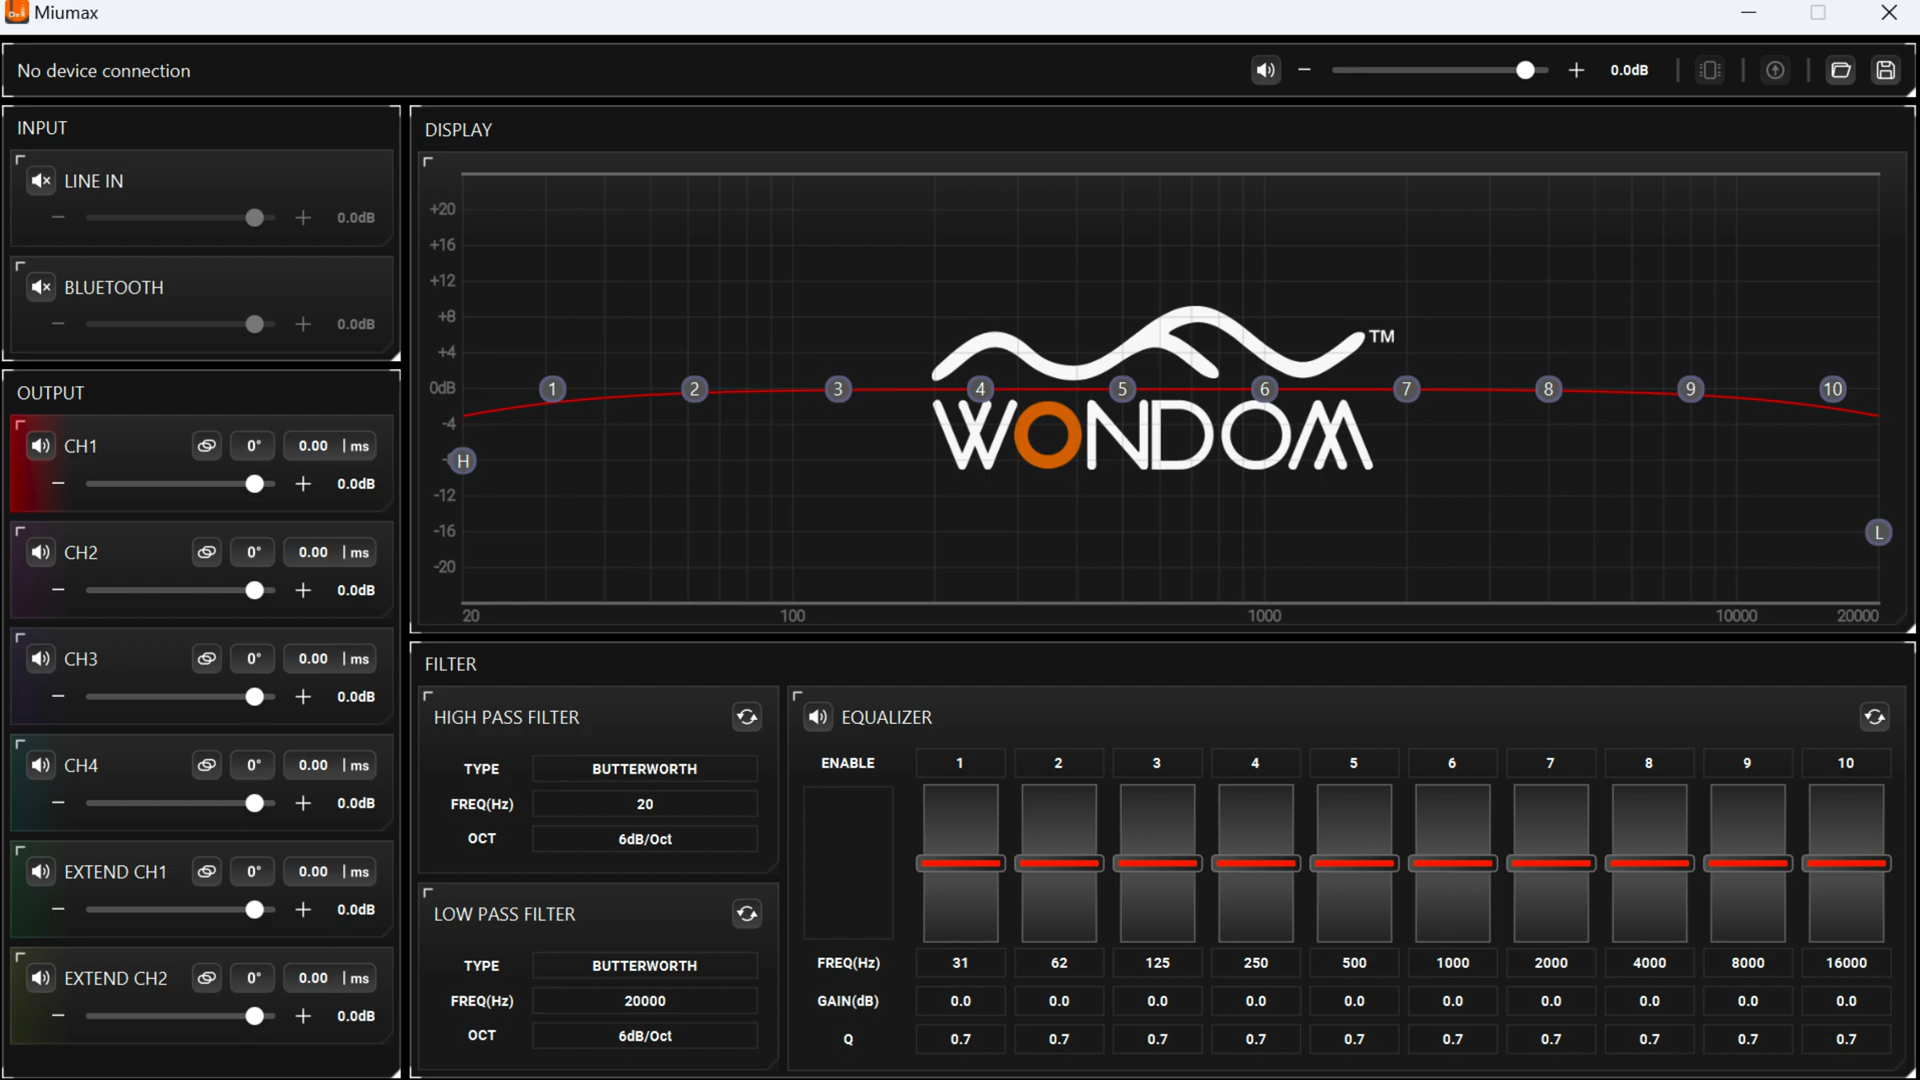 Miumax
No device connection
0.0dB
INPUT
LINE IN
0.0dB
BLUETOOTH
0.0dB
OUTPUT
CH1 0° 0.00 | ms
0.0dB
CH2 0° 0.00 | ms
0.0dB
CH3 0° 0.00 | ms
0.0dB
CH4 0° 0.00 | ms
0.0dB
EXTEND CH1 0° 0.00 | ms
0.0dB
EXTEND CH2 0° 0.00 | ms
0.0dB
DISPLAY
+20
+16
+12
+8
+4
0dB
-4
-12
-16
-20
TM
1 2 3 4 5 6 7 8 9 10
WONDOM
H
L
20 100 1000 10000 20000
FILTER
HIGH PASS FILTER
TYPE BUTTERWORTH
FREQ(Hz) 20
OCT 6dB/Oct
LOW PASS FILTER
TYPE BUTTERWORTH
FREQ(Hz) 20000
OCT 6dB/Oct
EQUALIZER
ENABLE 1 2 3 4 5 6 7 8 9 10
FREQ(Hz) 31 62 125 250 500 1000 2000 4000 8000 16000
GAIN(dB) 0.0 0.0 0.0 0.0 0.0 0.0 0.0 0.0 0.0 0.0
Q 0.7 0.7 0.7 0.7 0.7 0.7 0.7 0.7 0.7 0.7